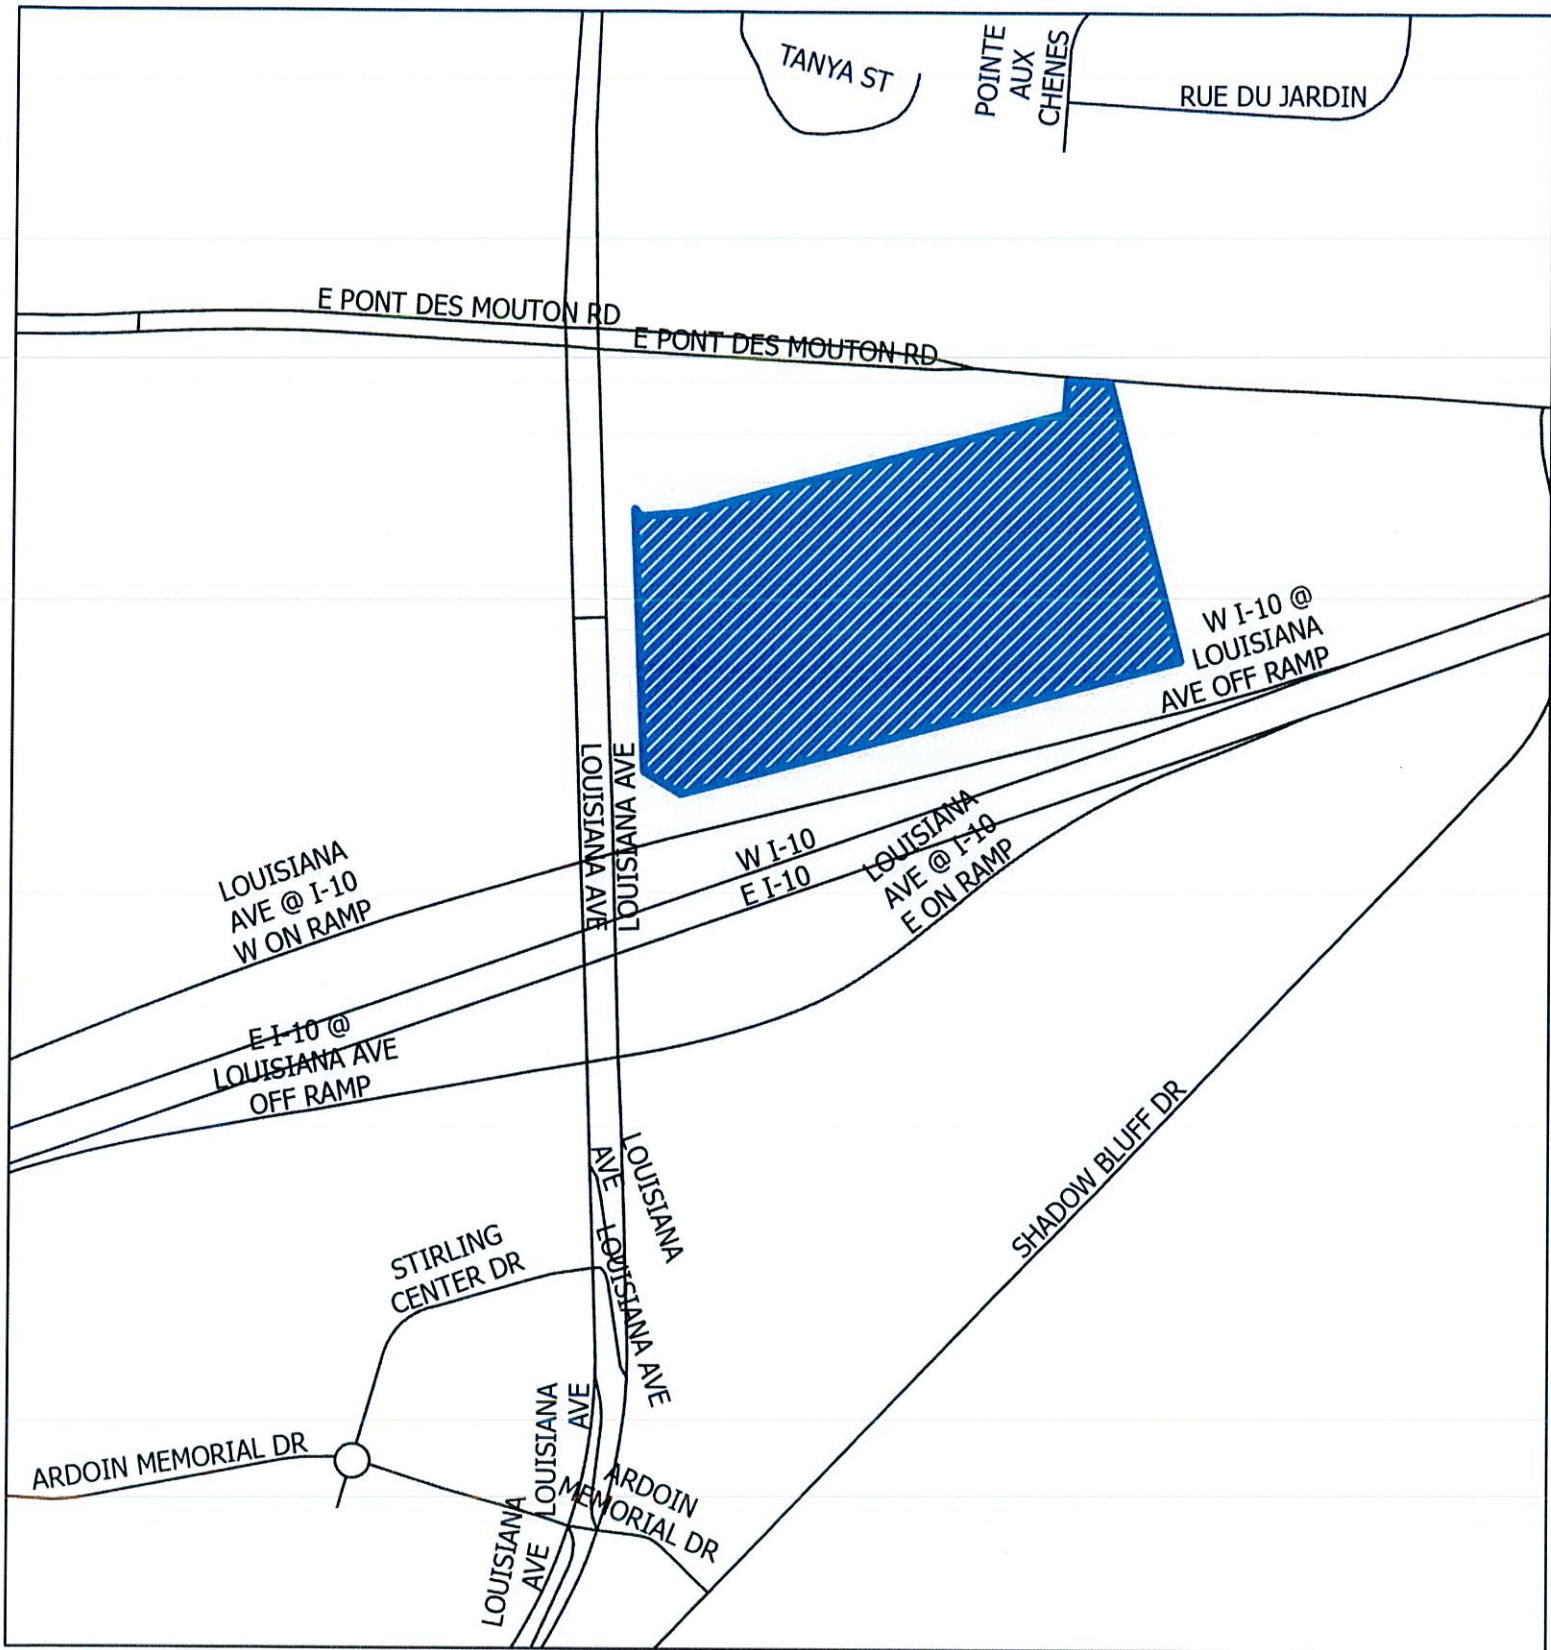 TANYA ST
POINTE
AUX
CHENES
RUE DU JARDIN
E PONT DES MOUTON RD
E PONT DES MOUTON RD
W I-10 @
LOUISIANA
AVE OFF RAMP
LOUISIANA AVE
LOUISIANA AVE
W I-10
E I-10
LOUISIANA
AVE @ I-10
E ON RAMP
LOUISIANA
AVE @ I-10
W ON RAMP
E I-10 @
LOUISIANA AVE
OFF RAMP
SHADOW BLUFF DR
LOUISIANA
AVE
LOUISIANA AVE
STIRLING
CENTER DR
LOUISIANA
AVE
ARDOIN MEMORIAL DR
ARDOIN
MEMORIAL DR
LOUISIANA
AVE